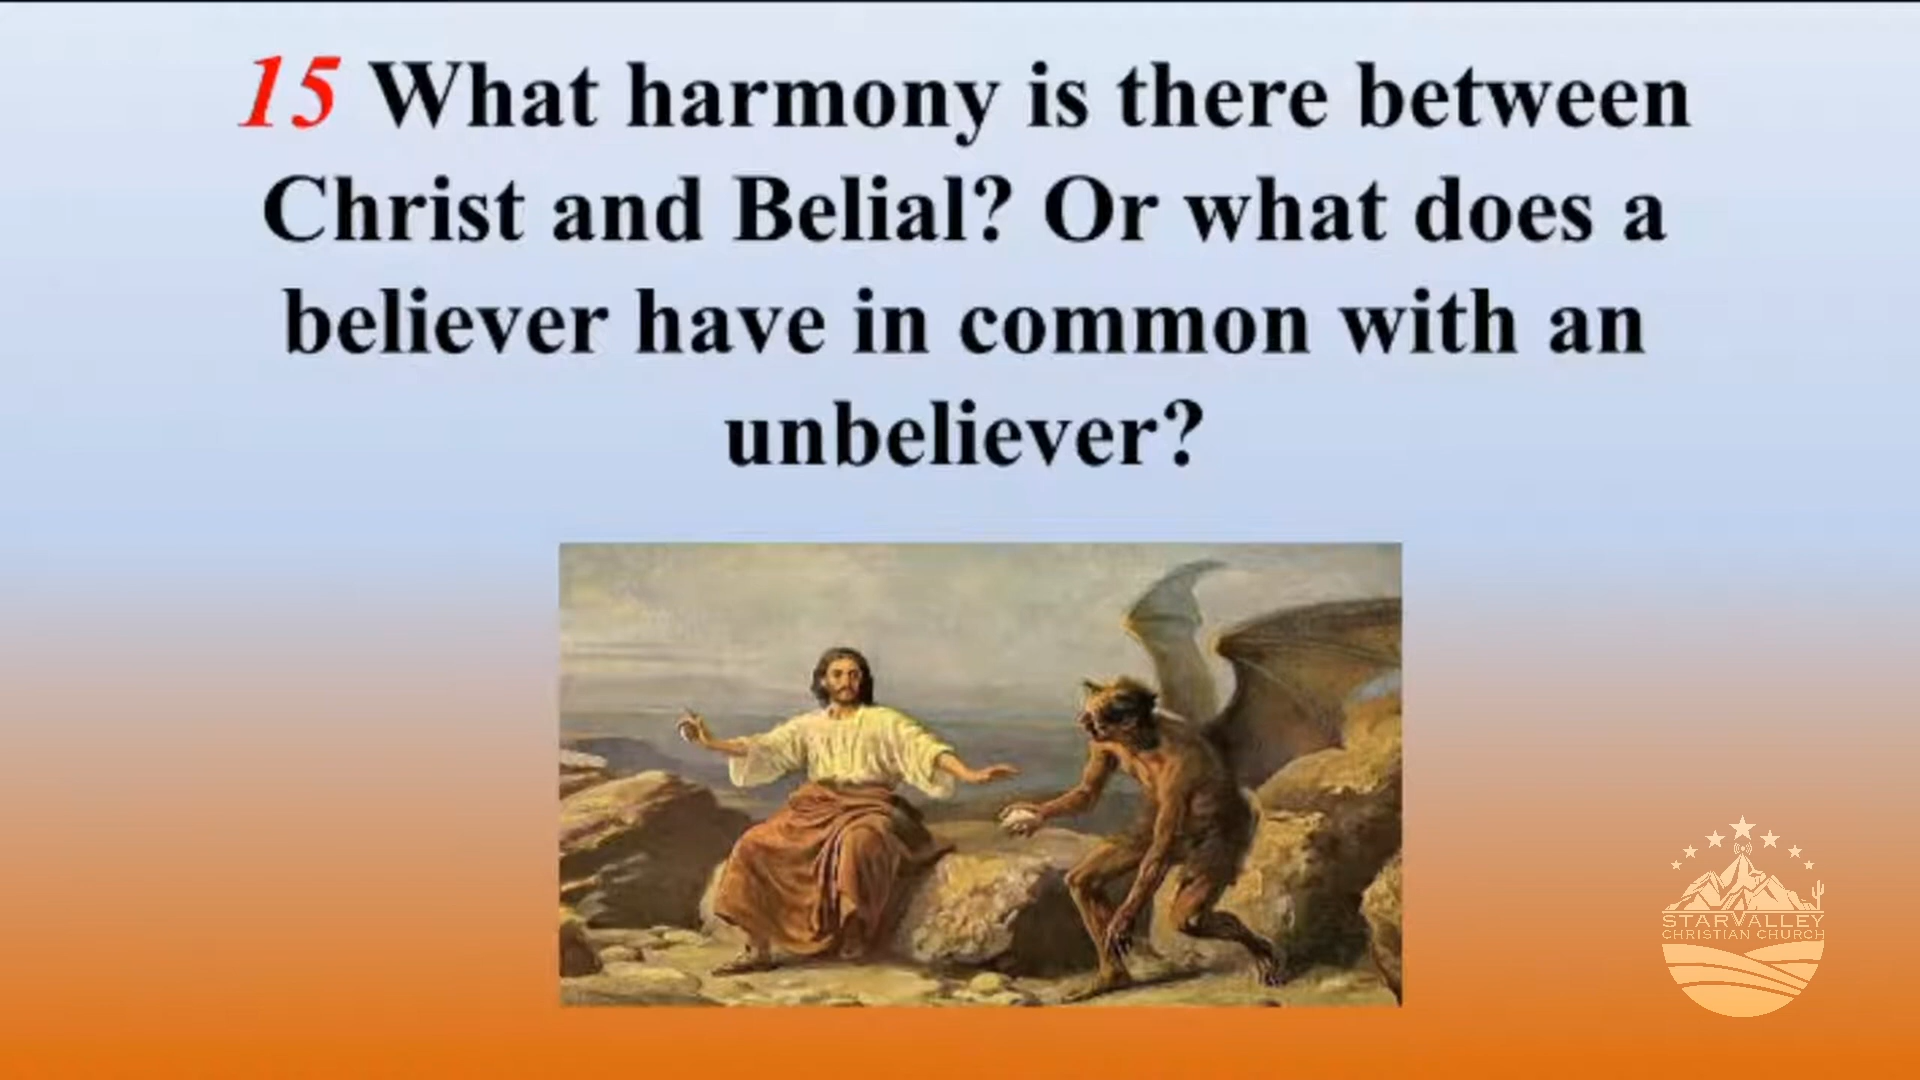 15 What harmony is there between
Christ and Belial? Or what does a
believer have in common with an
unbeliever?
STARVALLEY
CHRISTIAN CHURCH